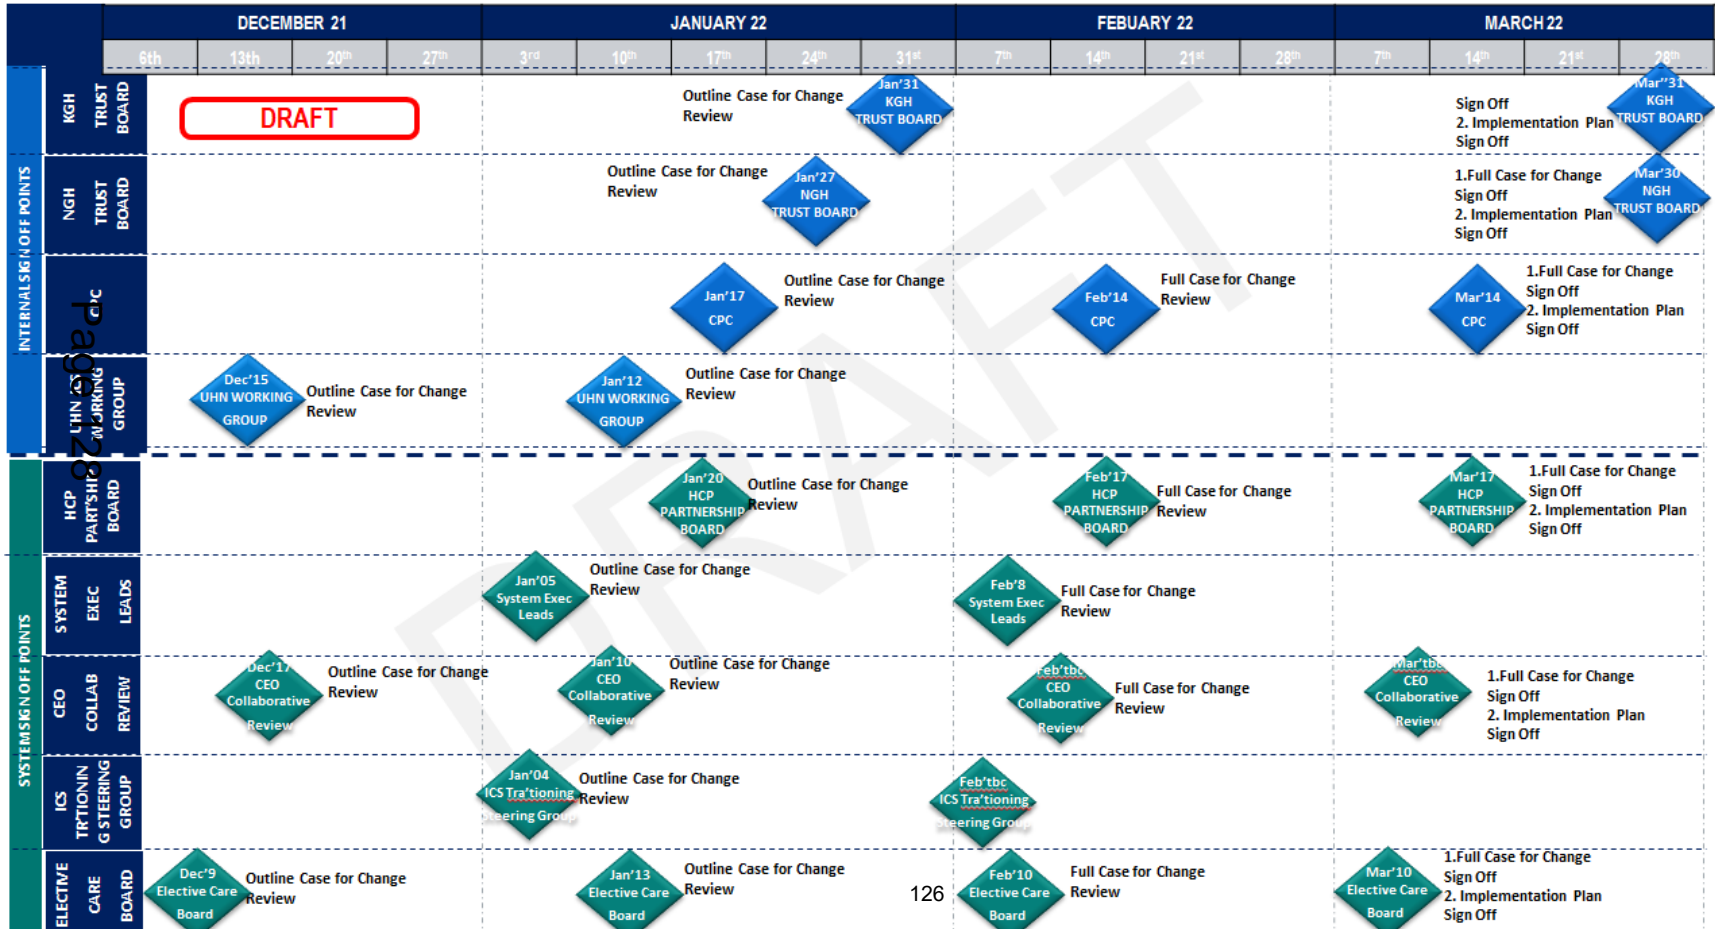 DECEMBER 21
JANUARY 22
FEBUARY 22
MARCH 22
6th
13th
20th
27th
3rd
10th
17th
24th
31st
7th
14th
21st
28th
7th
14th
21st
28th
INTERNAL SIGN OFF POINTS
KGH
TRUST
BOARD
DRAFT
Outline Case for Change
Review
Jan'31
KGH
TRUST BOARD
Sign Off
2. Implementation Plan
Sign Off
Mar''31
KGH
TRUST BOARD
NGH
TRUST
BOARD
Outline Case for Change
Review
Jan'27
NGH
TRUST BOARD
1.Full Case for Change
Sign Off
2. Implementation Plan
Sign Off
Mar'30
NGH
TRUST BOARD
CPC
Jan'17
CPC
Outline Case for Change
Review
Feb'14
CPC
Full Case for Change
Review
Mar'14
CPC
1.Full Case for Change
Sign Off
2. Implementation Plan
Sign Off
Page 128
UHN
WORKING
GROUP
Dec'15
UHN WORKING
GROUP
Outline Case for Change
Review
Jan'12
UHN WORKING
GROUP
Outline Case for Change
Review
SYSTEM SIGN OFF POINTS
HCP
PART'SHIP
BOARD
Jan'20
HCP
PARTNERSHIP
BOARD
Outline Case for Change
Review
Feb'17
HCP
PARTNERSHIP
BOARD
Full Case for Change
Review
Mar'17
HCP
PARTNERSHIP
BOARD
1.Full Case for Change
Sign Off
2. Implementation Plan
Sign Off
SYSTEM
EXEC
LEADS
Jan'05
System Exec
Leads
Outline Case for Change
Review
Feb'8
System Exec
Leads
Full Case for Change
Review
CEO
COLLAB
REVIEW
Dec'17
CEO
Collaborative
Review
Outline Case for Change
Review
Jan'10
CEO
Collaborative
Review
Outline Case for Change
Review
Feb'tbc
CEO
Collaborative
Review
Full Case for Change
Review
Mar'tbc
CEO
Collaborative
Review
1.Full Case for Change
Sign Off
2. Implementation Plan
Sign Off
ICS
TR'TIONIN
G STEERING
GROUP
Jan'04
ICS Tra'tioning
Steering Group
Outline Case for Change
Review
Feb'tbc
ICS Tra'tioning
Steering Group
ELECTIVE
CARE
BOARD
Dec'9
Elective Care
Board
Outline Case for Change
Review
Jan'13
Elective Care
Board
Outline Case for Change
Review
Feb'10
Elective Care
Board
Full Case for Change
Review
Mar'10
Elective Care
Board
1.Full Case for Change
Sign Off
2. Implementation Plan
Sign Off
126
DRAFT